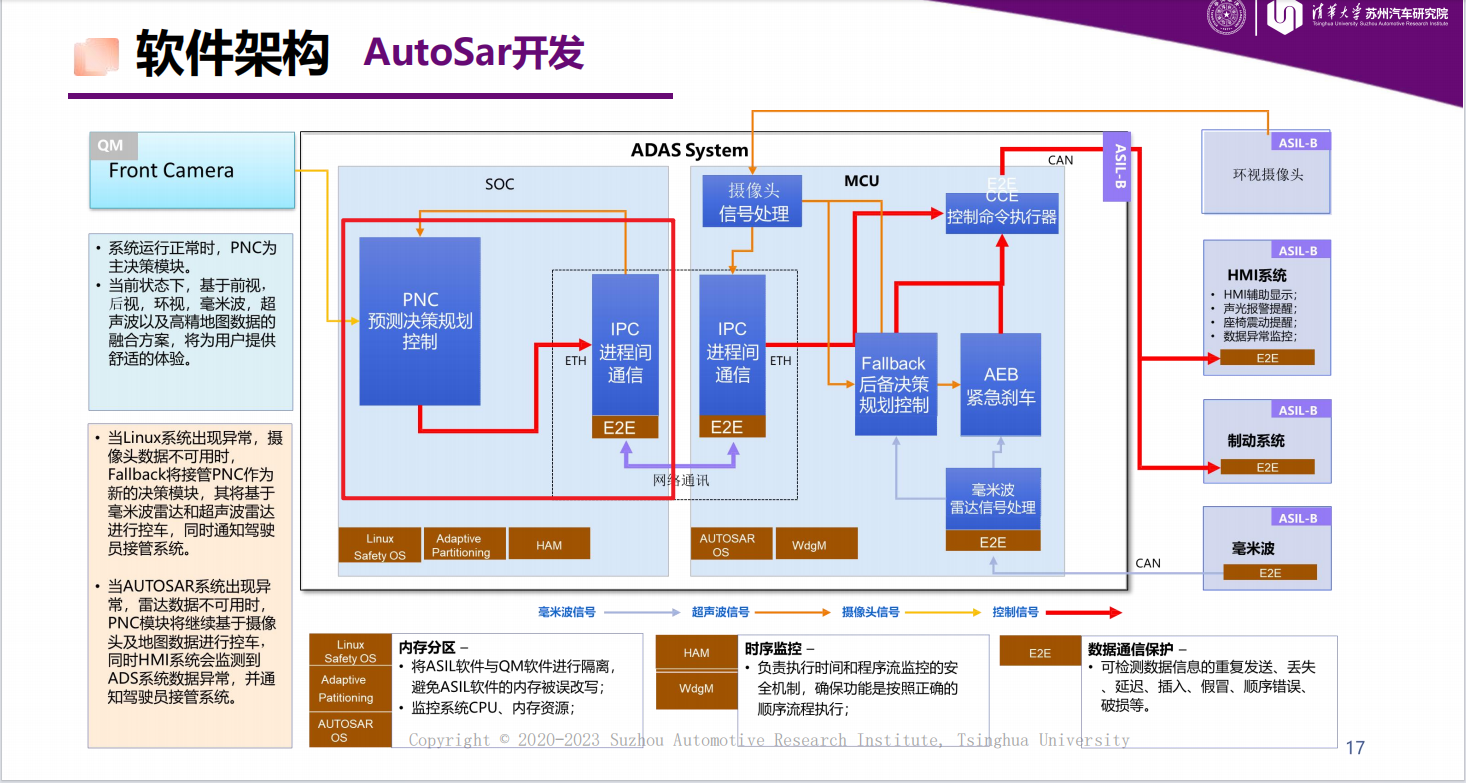 清华大学 苏州汽车研究院
Tsinghua University Suzhou Automotive Research Institute
软件架构 AutoSar开发
QM
Front Camera
• 系统运行正常时，PNC为
主决策模块。
• 当前状态下，基于前视，
后视，环视，毫米波，超
声波以及高精地图数据的
融合方案，将为用户提供
舒适的体验。
• 当Linux系统出现异常，摄
像头数据不可用时，
Fallback将接管PNC作为
新的决策模块，其将基于
毫米波雷达和超声波雷达
进行控车，同时通知驾驶
员接管系统。
• 当AUTOSAR系统出现异
常，雷达数据不可用时，
PNC模块将继续基于摄像
头及地图数据进行控车，
同时HMI系统会监测到
ADS系统数据异常，并通
知驾驶员接管系统。
ADAS System
ASIL-B
CAN
SOC
PNC
预测决策规划
控制
ETH
IPC
进程间
通信
E2E
网络通讯
Linux
Safety OS
Adaptive
Partitioning
HAM
MCU
摄像头
信号处理
IPC
进程间
通信
E2E
ETH
E2E
CCE
控制命令执行器
Fallback
后备决策
规划控制
AEB
紧急刹车
毫米波
雷达信号处理
E2E
AUTOSAR
OS
WdgM
CAN
ASIL-B
环视摄像头
ASIL-B
HMI系统
• HMI辅助显示；
• 声光报警提醒；
• 座椅震动提醒；
• 数据异常监控；
E2E
ASIL-B
制动系统
E2E
ASIL-B
毫米波
E2E
毫米波信号
超声波信号
摄像头信号
控制信号
Linux
Safety OS
Adaptive
Patitioning
AUTOSAR
OS
内存分区 –
• 将ASIL软件与QM软件进行隔离，
避免ASIL软件的内存被误改写；
• 监控系统CPU、内存资源；
HAM
WdgM
时序监控 –
• 负责执行时间和程序流监控的安
全机制，确保功能是按照正确的
顺序流程执行；
E2E
数据通信保护 –
• 可检测数据信息的重复发送、丢失
、延迟、插入、假冒、顺序错误、
破损等。
Copyright © 2020-2023 Suzhou Automotive Research Institute, Tsinghua University
17